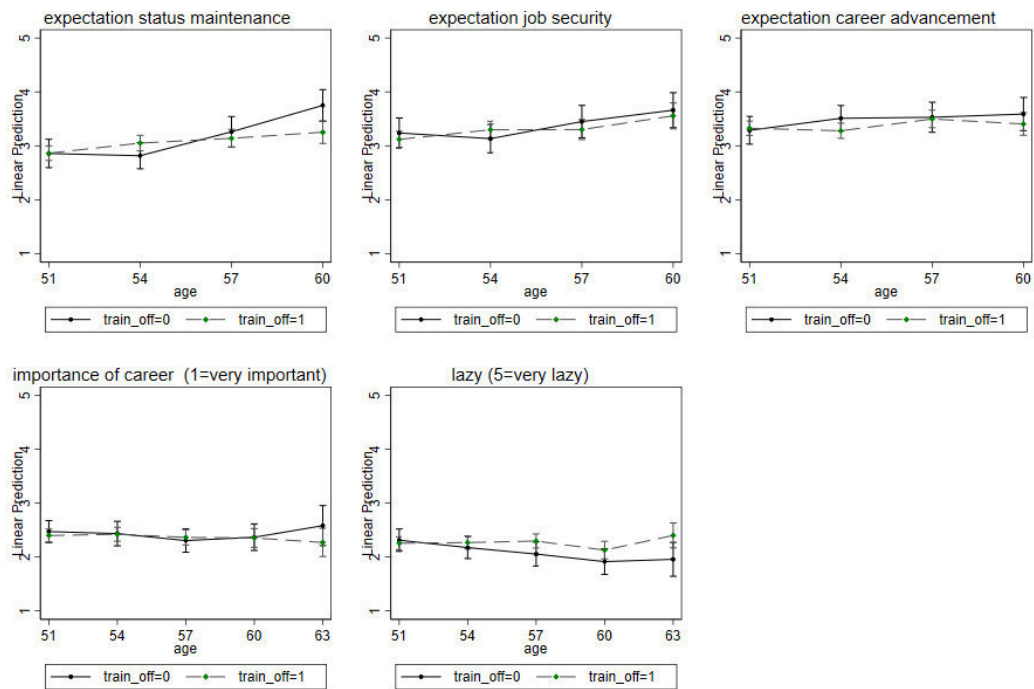 expectation status maintenance
5
4
3
2
1
Linear Prediction
51 54 57 60
age
train_off=0 train_off=1
expectation job security
5
4
3
2
1
Linear Prediction
51 54 57 60
age
train_off=0 train_off=1
expectation career advancement
5
4
3
2
1
Linear Prediction
51 54 57 60
age
train_off=0 train_off=1
importance of career (1=very important)
5
4
3
2
1
Linear Prediction
51 54 57 60 63
age
train_off=0 train_off=1
lazy (5=very lazy)
5
4
3
2
1
Linear Prediction
51 54 57 60 63
age
train_off=0 train_off=1